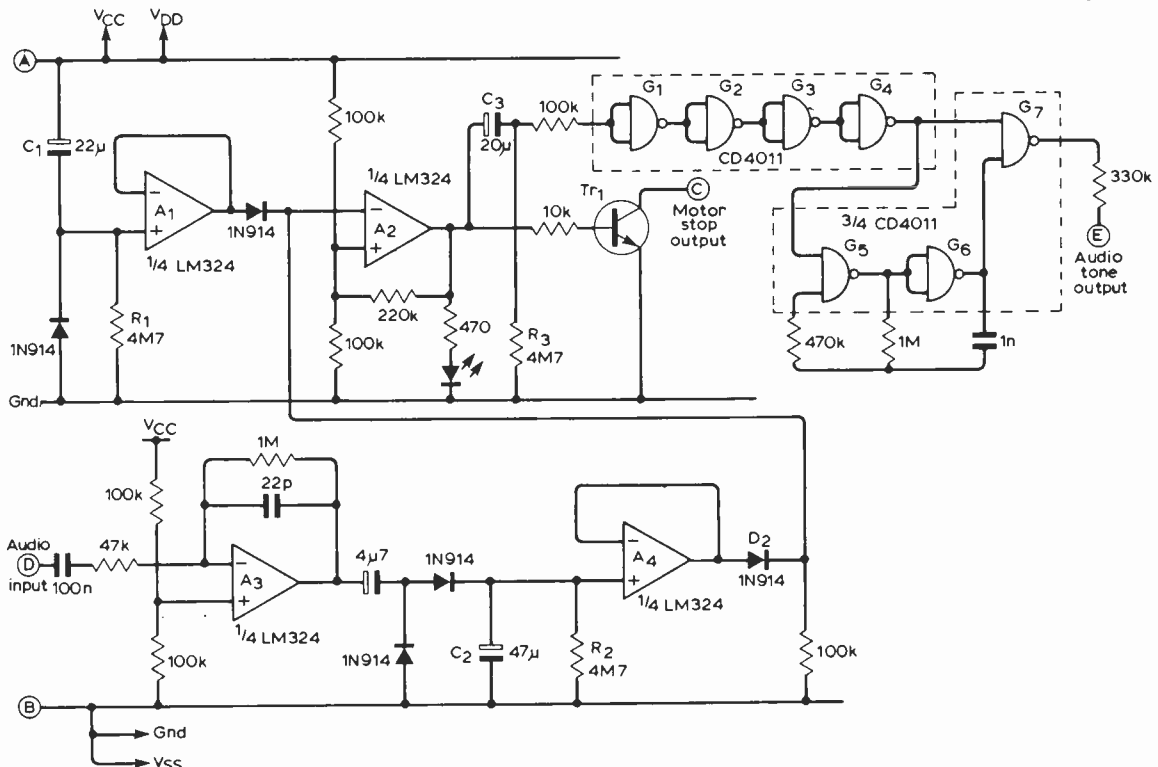 VCC
VDD
A
C1
22µ
A1
1/4 LM324
1N914
1N914
R1
4M7
Gnd
100k
100k
220k
1/4 LM324
A2
470
C3
20µ
100k
10k
Tr1
C
Motor
stop
output
R3
4M7
G1
G2
G3
G4
CD4011
G7
3/4 CD4011
G5
G6
470k
1M
1n
330k
E
Audio
tone
output
VCC
100k
Audio
D
input
100n
47k
1M
22p
A3
1/4 LM324
100k
4µ7
1N914
1N914
C2
47µ
R2
4M7
A4
1/4 LM324
D2
1N914
100k
B
Gnd
VSS